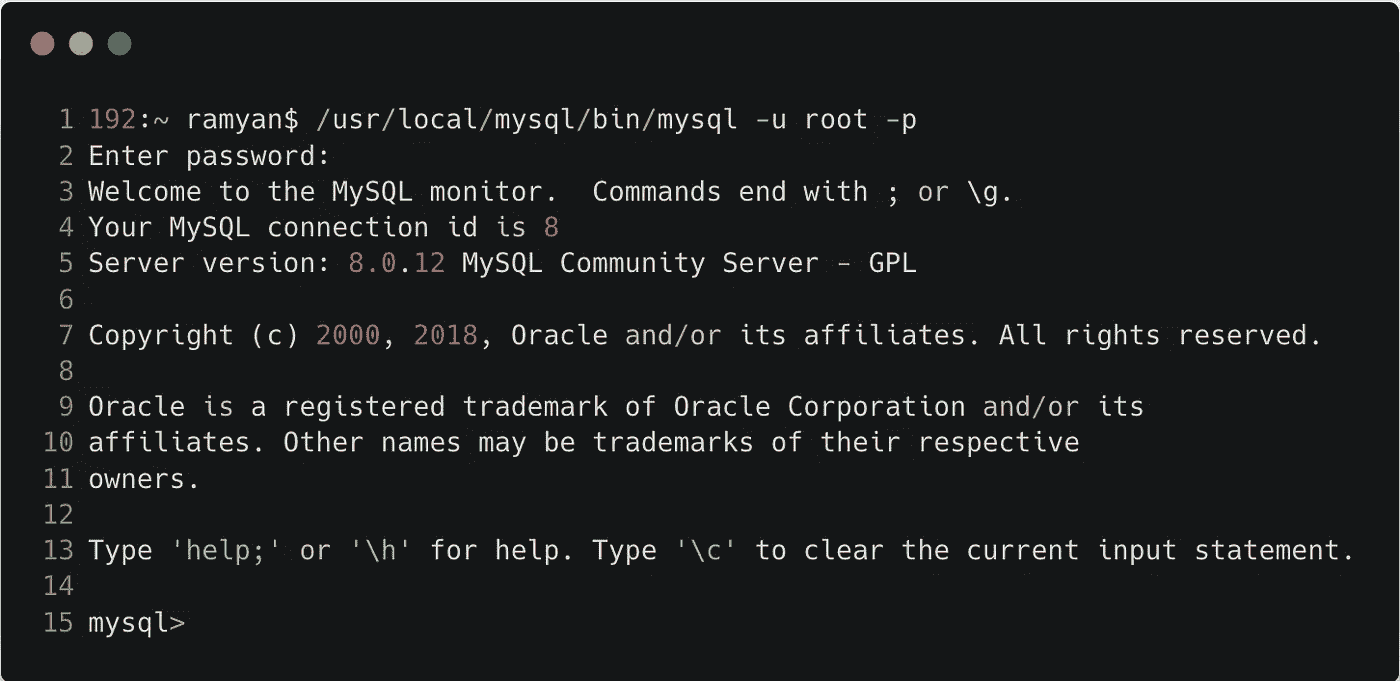 1 192:~ ramyan$ /usr/local/mysql/bin/mysql -u root -p
2 Enter password:
3 Welcome to the MySQL monitor.  Commands end with ; or \g.
4 Your MySQL connection id is 8
5 Server version: 8.0.12 MySQL Community Server - GPL
6
7 Copyright (c) 2000, 2018, Oracle and/or its affiliates. All rights reserved.
8
9 Oracle is a registered trademark of Oracle Corporation and/or its
10 affiliates. Other names may be trademarks of their respective
11 owners.
12
13 Type 'help;' or '\h' for help. Type '\c' to clear the current input statement.
14
15 mysql>